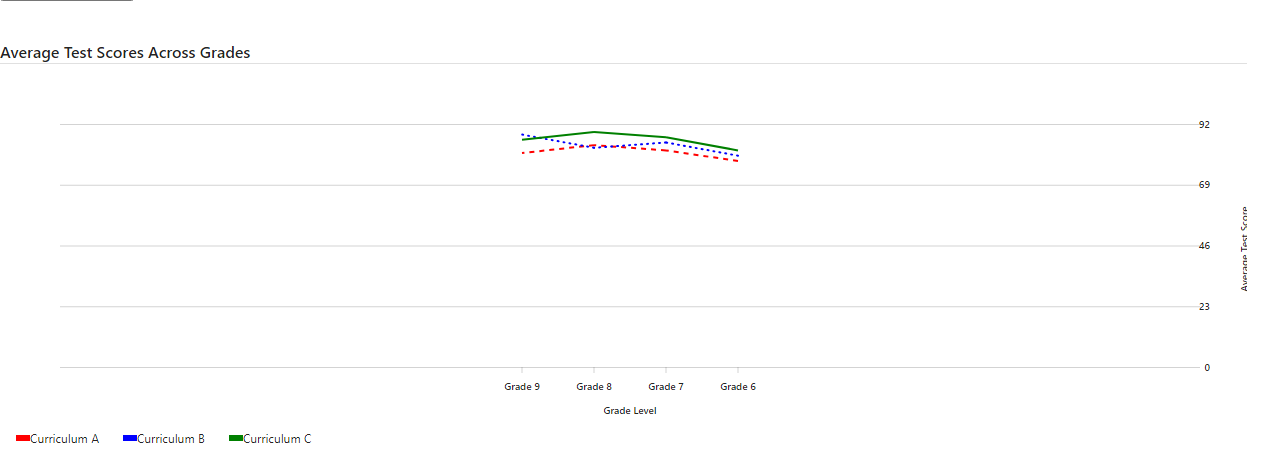 Average Test Scores Across Grades
92
69
46
23
0
Average Test Score
Grade 9 Grade 8 Grade 7 Grade 6
Grade Level
Curriculum A Curriculum B Curriculum C